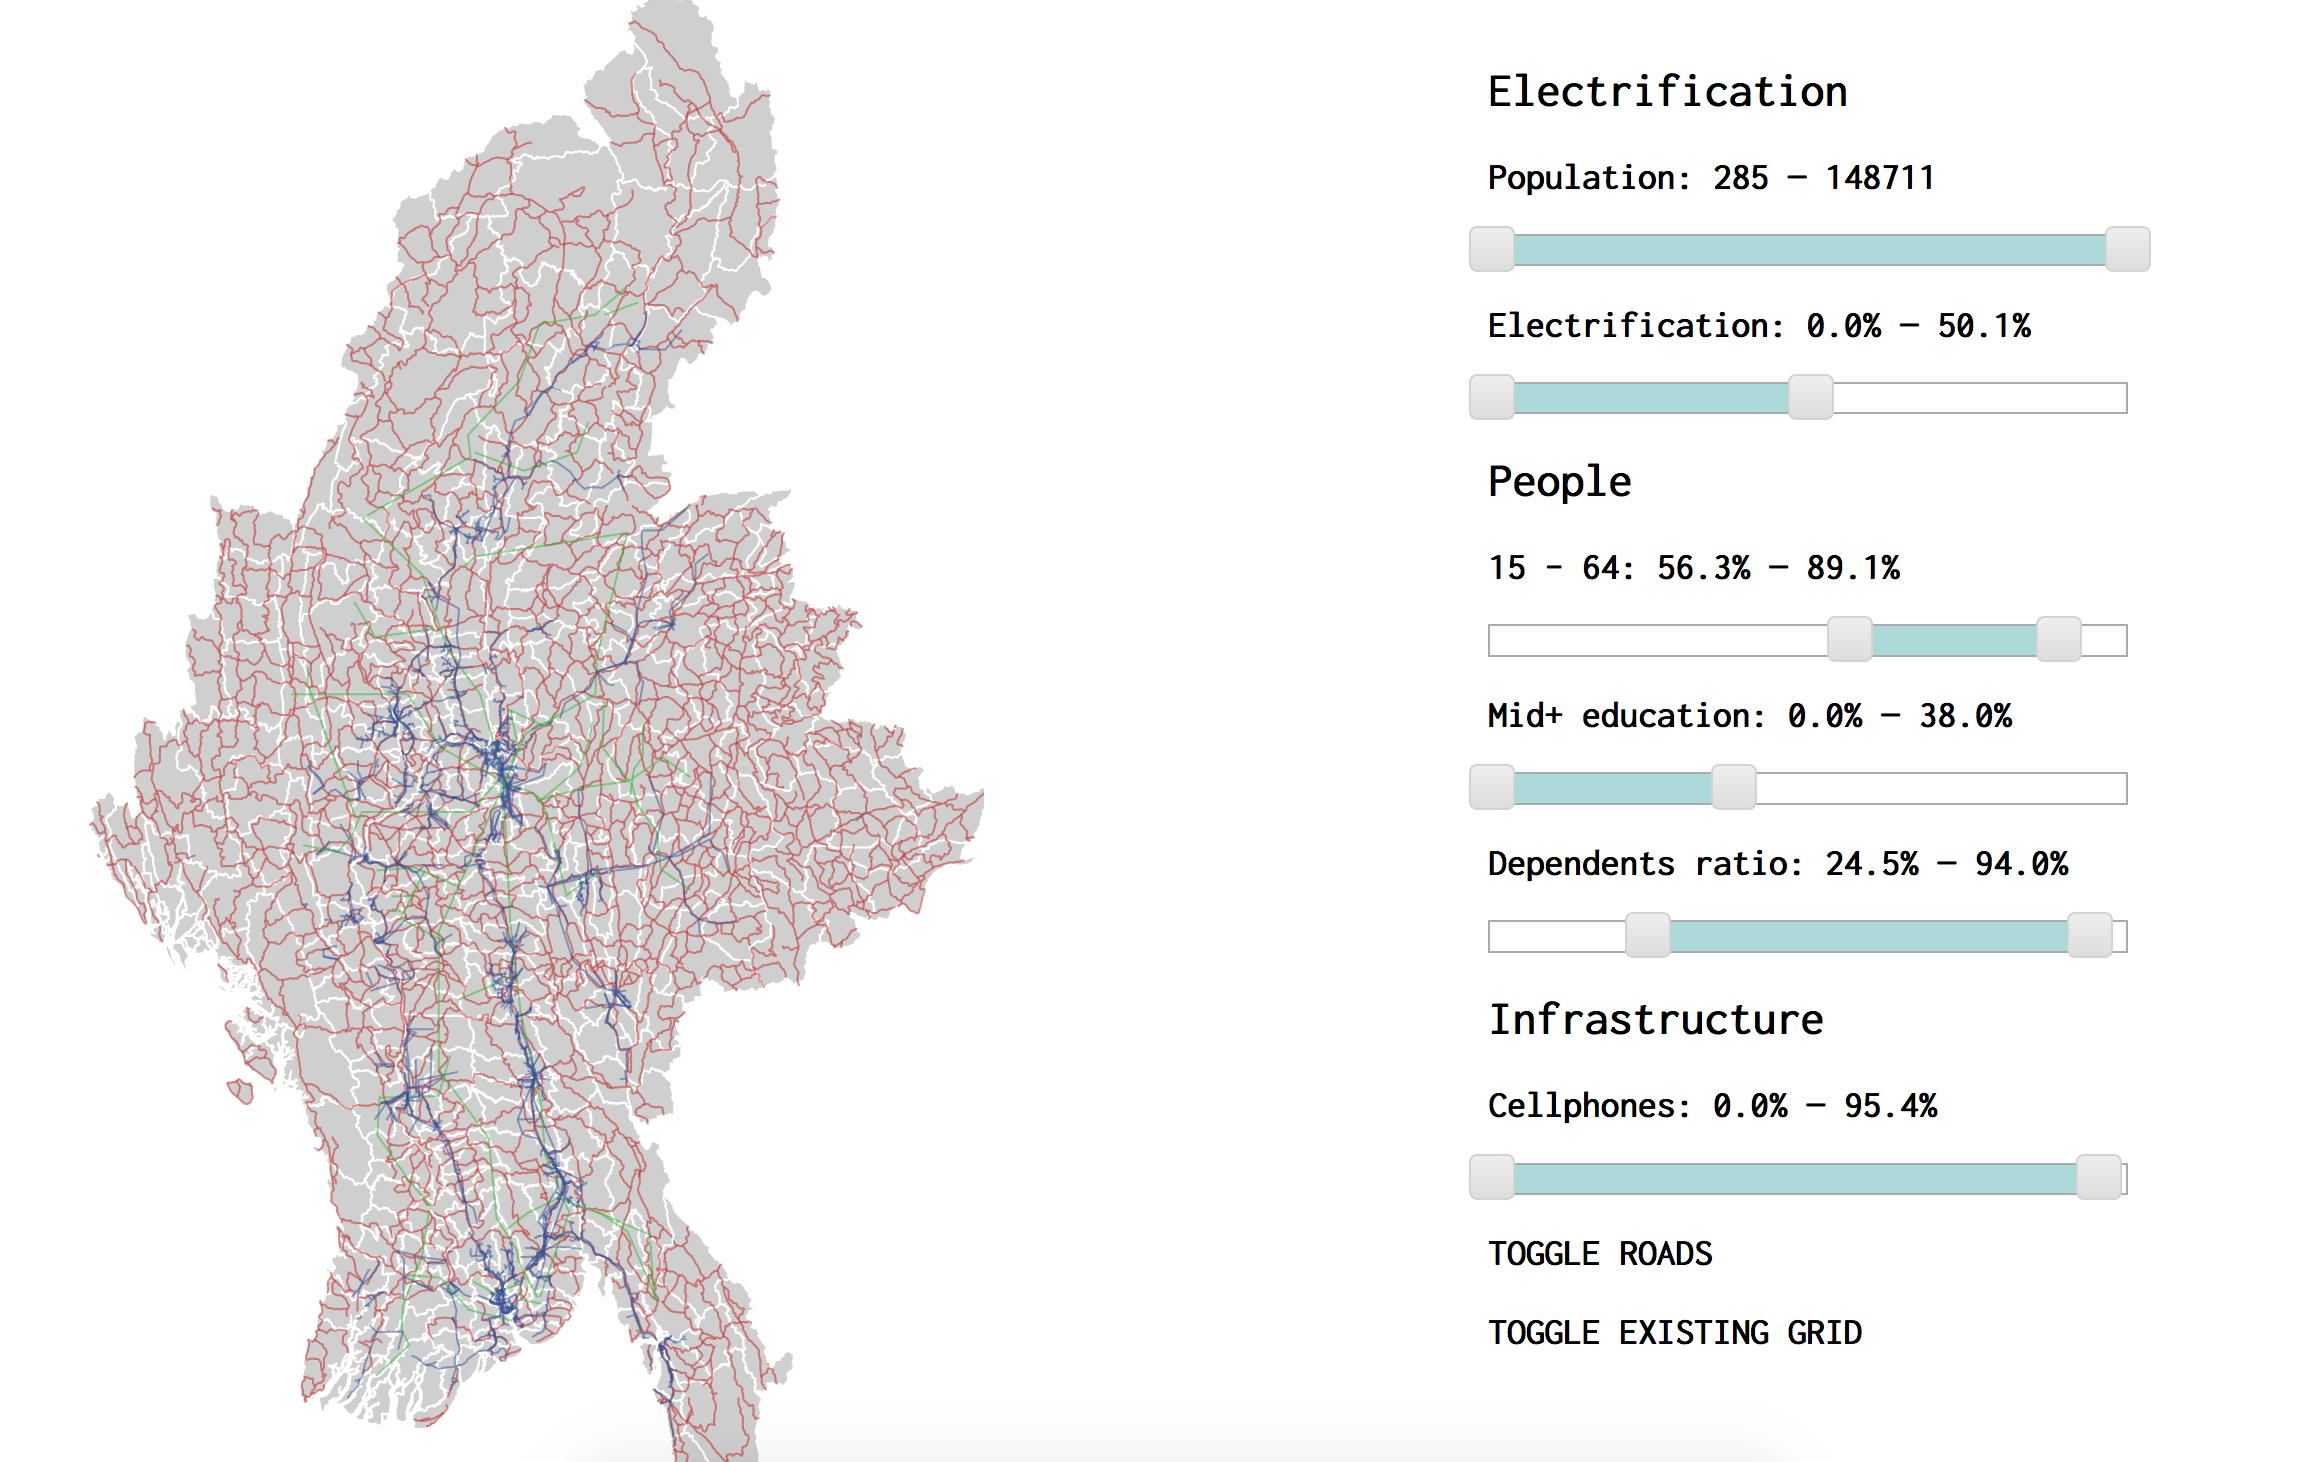 Electrification
Population: 285 – 148711
Electrification: 0.0% – 50.1%
People
15 - 64: 56.3% – 89.1%
Mid+ education: 0.0% – 38.0%
Dependents ratio: 24.5% – 94.0%
Infrastructure
Cellphones: 0.0% – 95.4%
TOGGLE ROADS
TOGGLE EXISTING GRID